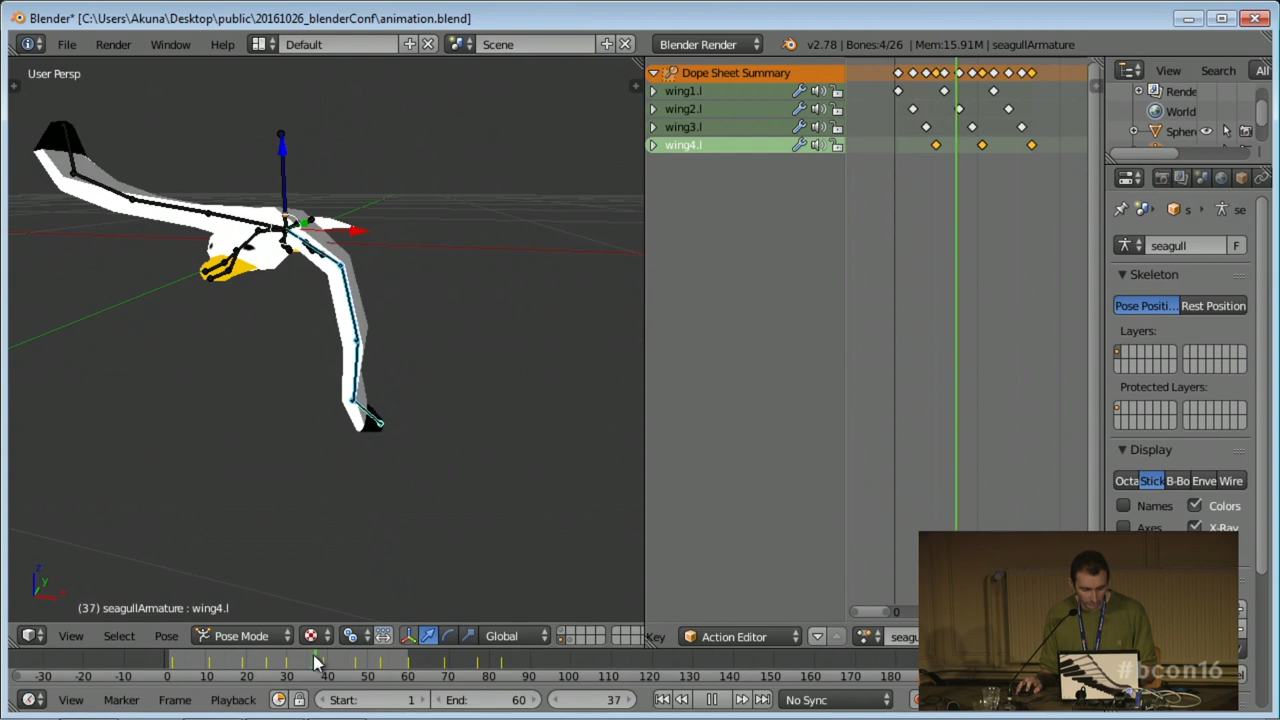 Blender* [C:\Users\Akuna\Desktop\public\20161026_blenderConf\animation.blend]
File Render Window Help Default Scene Blender Render v2.78 | Bones:4/26 | Mem:15.91M | seagullArmature
User Persp
Dope Sheet Summary
wing1.l
wing2.l
wing3.l
wing4.l
View Search All
Rende
World
Spher
s se
seagull F
Skeleton
Pose Positi... Rest Position
Layers:
Protected Layers:
Display
Octa Stick B-Bo Enve Wire
Names Colors
Axes X-Ray
z
y
x
(37) seagullArmature : wing4.l
0
View Select Pose Pose Mode Global Key Action Editor seagu
-30 -20 -10 0 10 20 30 40 50 60 70 80 90 100 110 120 130 140 150 160 170 180
View Marker Frame Playback Start: 1 End: 60 37 No Sync
#bcon16